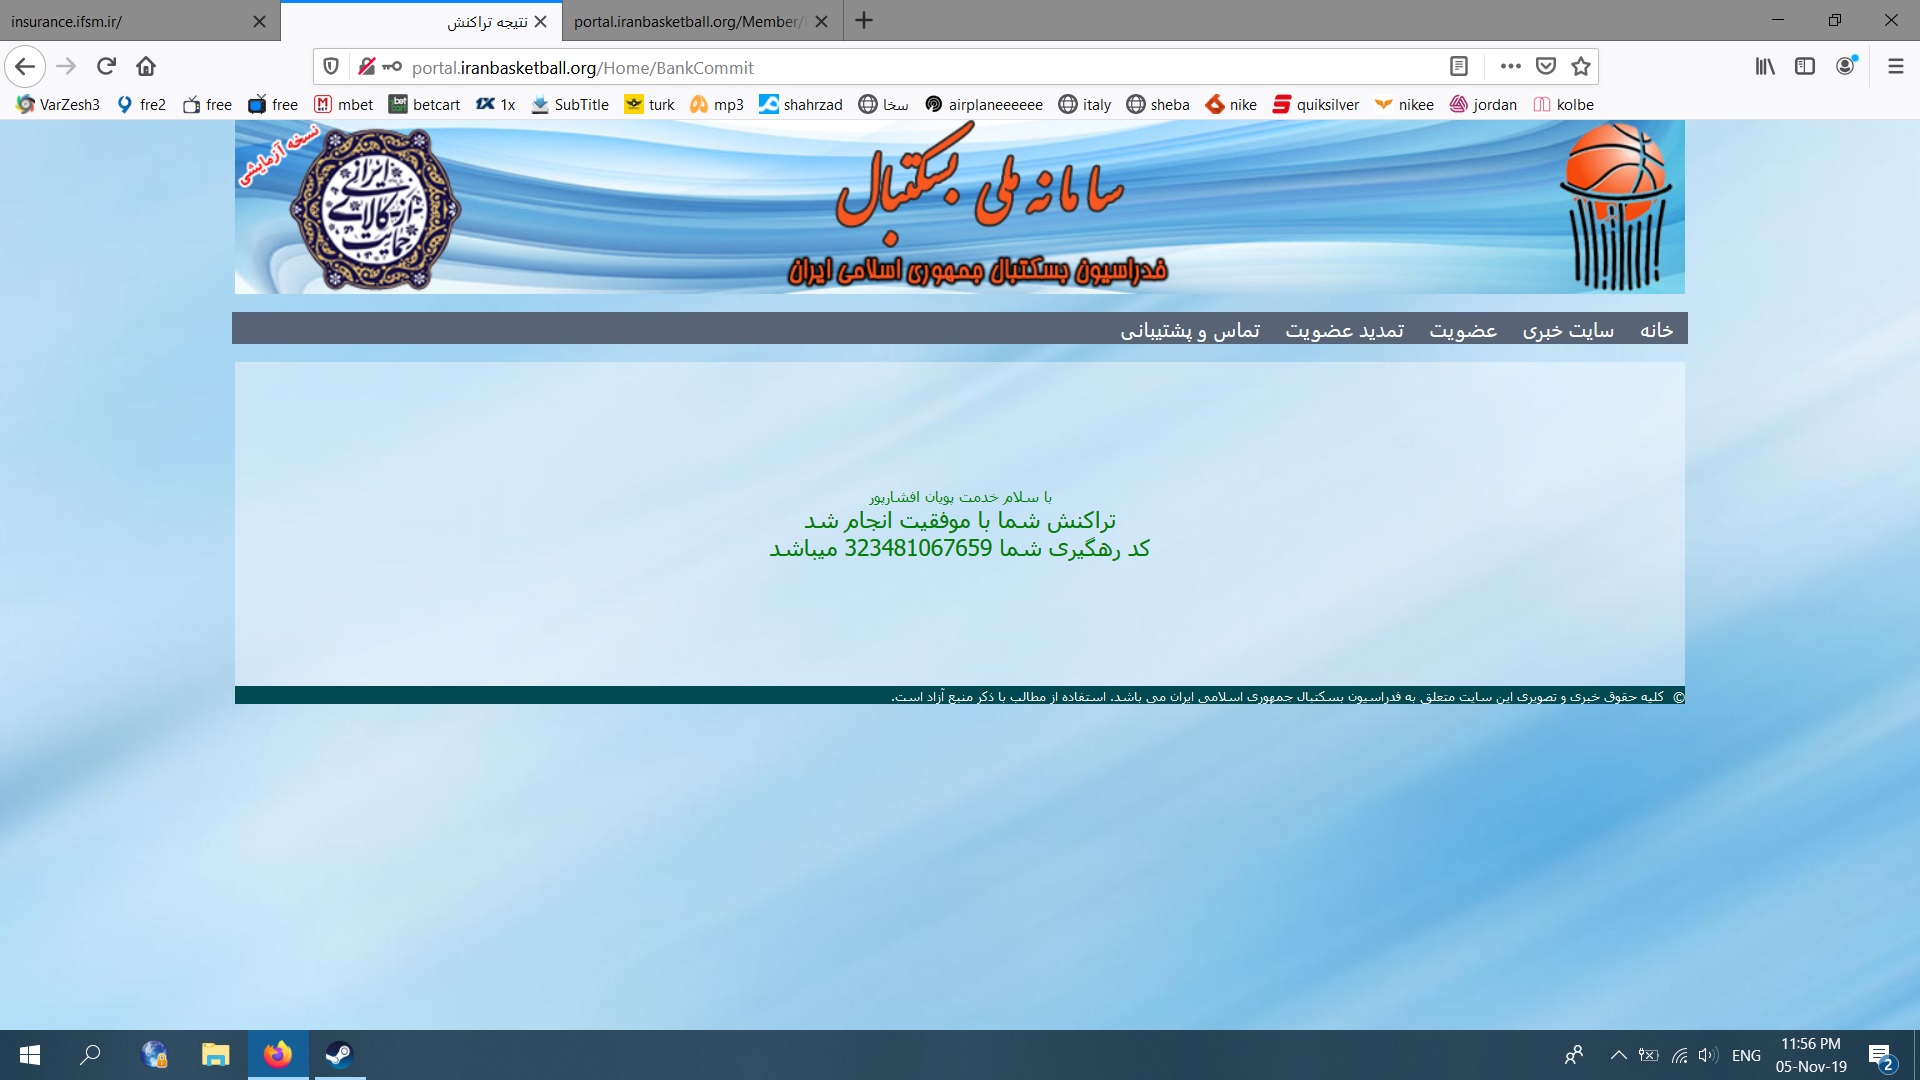 insurance.ifsm.ir/
نتیجه تراکنش
portal.iranbasketball.org/Member/
portal.iranbasketball.org/Home/BankCommit
VarZesh3 fre2 free free mbet betcart 1x SubTitle turk mp3 shahrzad سخا airplaneeeeee italy sheba nike quiksilver nikee jordan kolbe
نسخه آزمایشی
حمایت از کالای ایرانی
سامانه ملی بسکتبال
فدراسیون بسکتبال جمهوری اسلامی ایران
خانه سایت خبری عضویت تمدید عضویت تماس و پشتیبانی
با سلام خدمت پویان افشارپور
تراکنش شما با موفقیت انجام شد
کد رهگیری شما 323481067659 میباشد
© کلیه حقوق خبری و تصویری این سایت متعلق به فدراسیون بسکتبال جمهوری اسلامی ایران می باشد. استفاده از مطالب با ذکر منبع آزاد است.
ENG
11:56 PM
05-Nov-19
2